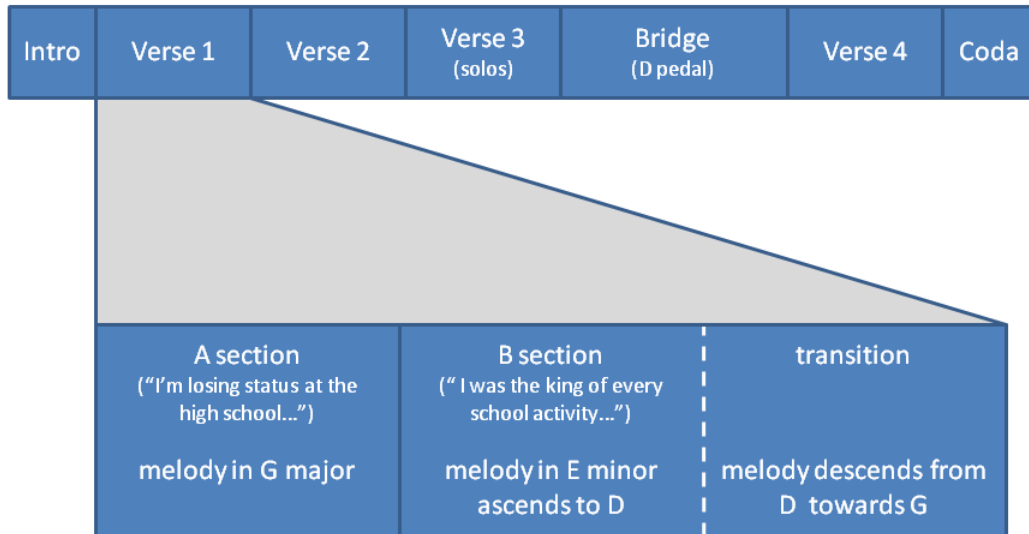 Intro
Verse 1
Verse 2
Verse 3
(solos)
Bridge
(D pedal)
Verse 4
Coda
A section
("I'm losing status at the
high school...")
melody in G major
B section
(" I was the king of every
school activity...")
melody in E minor
ascends to D
transition
melody descends from
D towards G